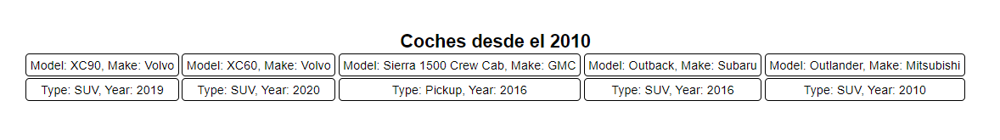 Coches desde el 2010
Model: XC90, Make: Volvo
Model: XC60, Make: Volvo
Model: Sierra 1500 Crew Cab, Make: GMC
Model: Outback, Make: Subaru
Model: Outlander, Make: Mitsubishi
Type: SUV, Year: 2019
Type: SUV, Year: 2020
Type: Pickup, Year: 2016
Type: SUV, Year: 2016
Type: SUV, Year: 2010